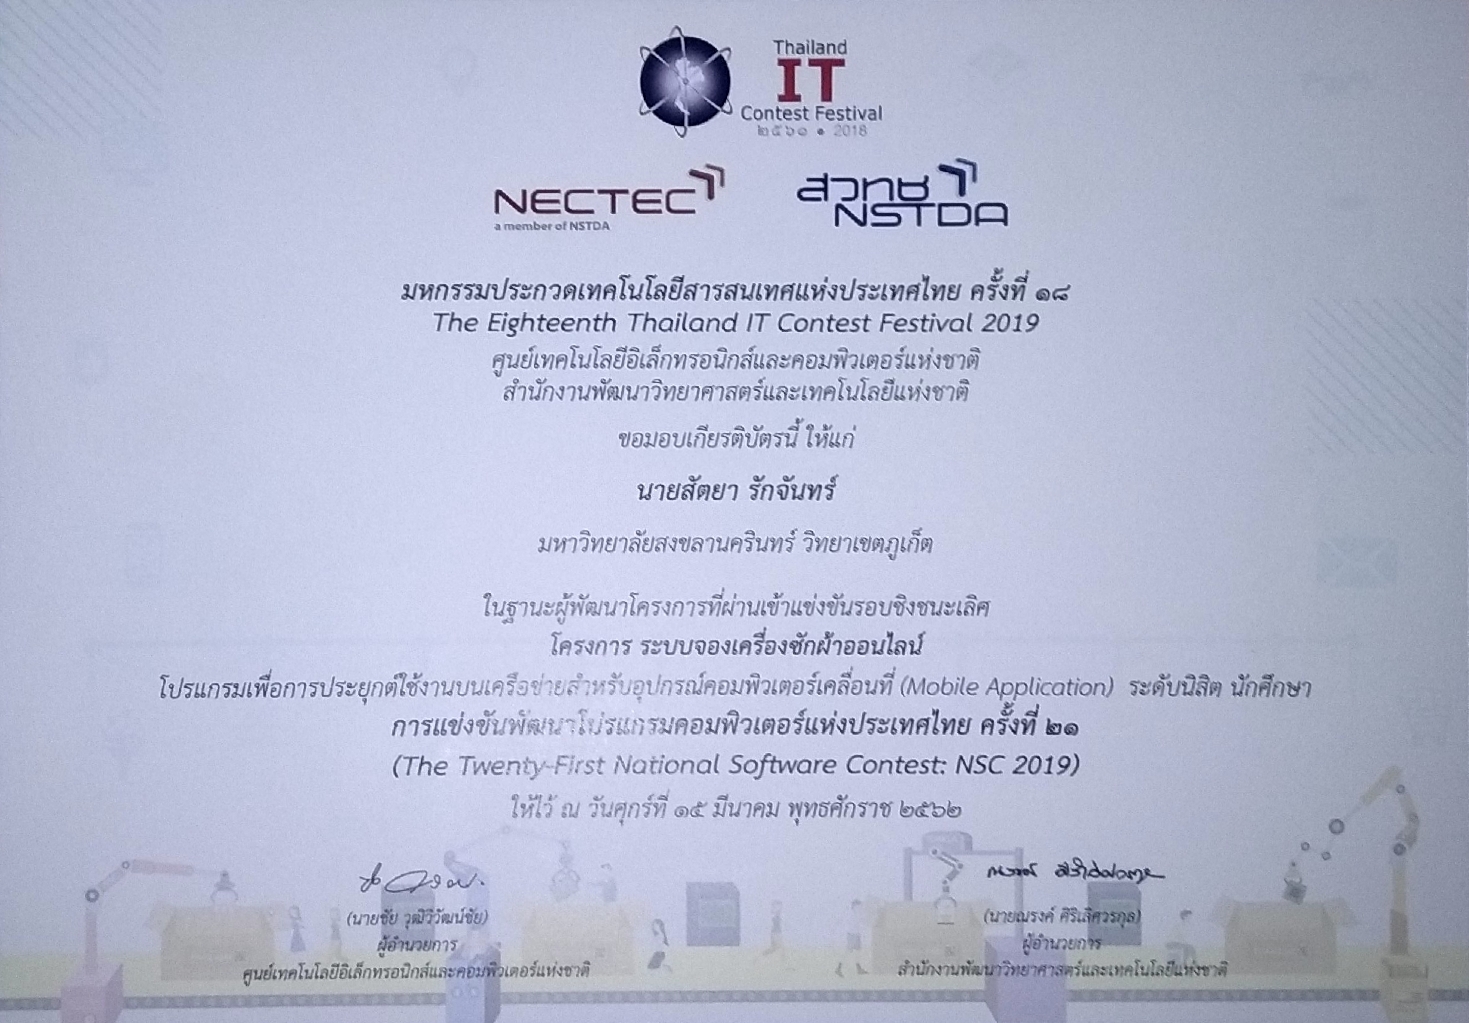 Thailand
IT
Contest Festival
๒๕๖๑ • 2018
NECTEC
a member of NSTDA
สวทช
NSTDA
มหกรรมประกวดเทคโนโลยีสารสนเทศแห่งประเทศไทย ครั้งที่ ๑๘
The Eighteenth Thailand IT Contest Festival 2019
ศูนย์เทคโนโลยีอิเล็กทรอนิกส์และคอมพิวเตอร์แห่งชาติ
สำนักงานพัฒนาวิทยาศาสตร์และเทคโนโลยีแห่งชาติ
ขอมอบเกียรติบัตรนี้ ให้แก่
นายสัตยา รักจันทร์
มหาวิทยาลัยสงขลานครินทร์ วิทยาเขตภูเก็ต
ในฐานะผู้พัฒนาโครงการที่ผ่านเข้าแข่งขันรอบชิงชนะเลิศ
โครงการ ระบบจองเครื่องซักผ้าออนไลน์
โปรแกรมเพื่อการประยุกต์ใช้งานบนเครือข่ายสำหรับอุปกรณ์คอมพิวเตอร์เคลื่อนที่ (Mobile Application) ระดับนิสิต นักศึกษา
การแข่งขันพัฒนาโปรแกรมคอมพิวเตอร์แห่งประเทศไทย ครั้งที่ ๒๑
(The Twenty-First National Software Contest: NSC 2019)
ให้ไว้ ณ วันศุกร์ที่ ๑๕ มีนาคม พุทธศักราช ๒๕๖๒
(นายชัย วุฒิวิวัฒน์ชัย)
ผู้อำนวยการ
ศูนย์เทคโนโลยีอิเล็กทรอนิกส์และคอมพิวเตอร์แห่งชาติ
(นายณรงค์ ศิริเลิศวรกุล)
ผู้อำนวยการ
สำนักงานพัฒนาวิทยาศาสตร์และเทคโนโลยีแห่งชาติ